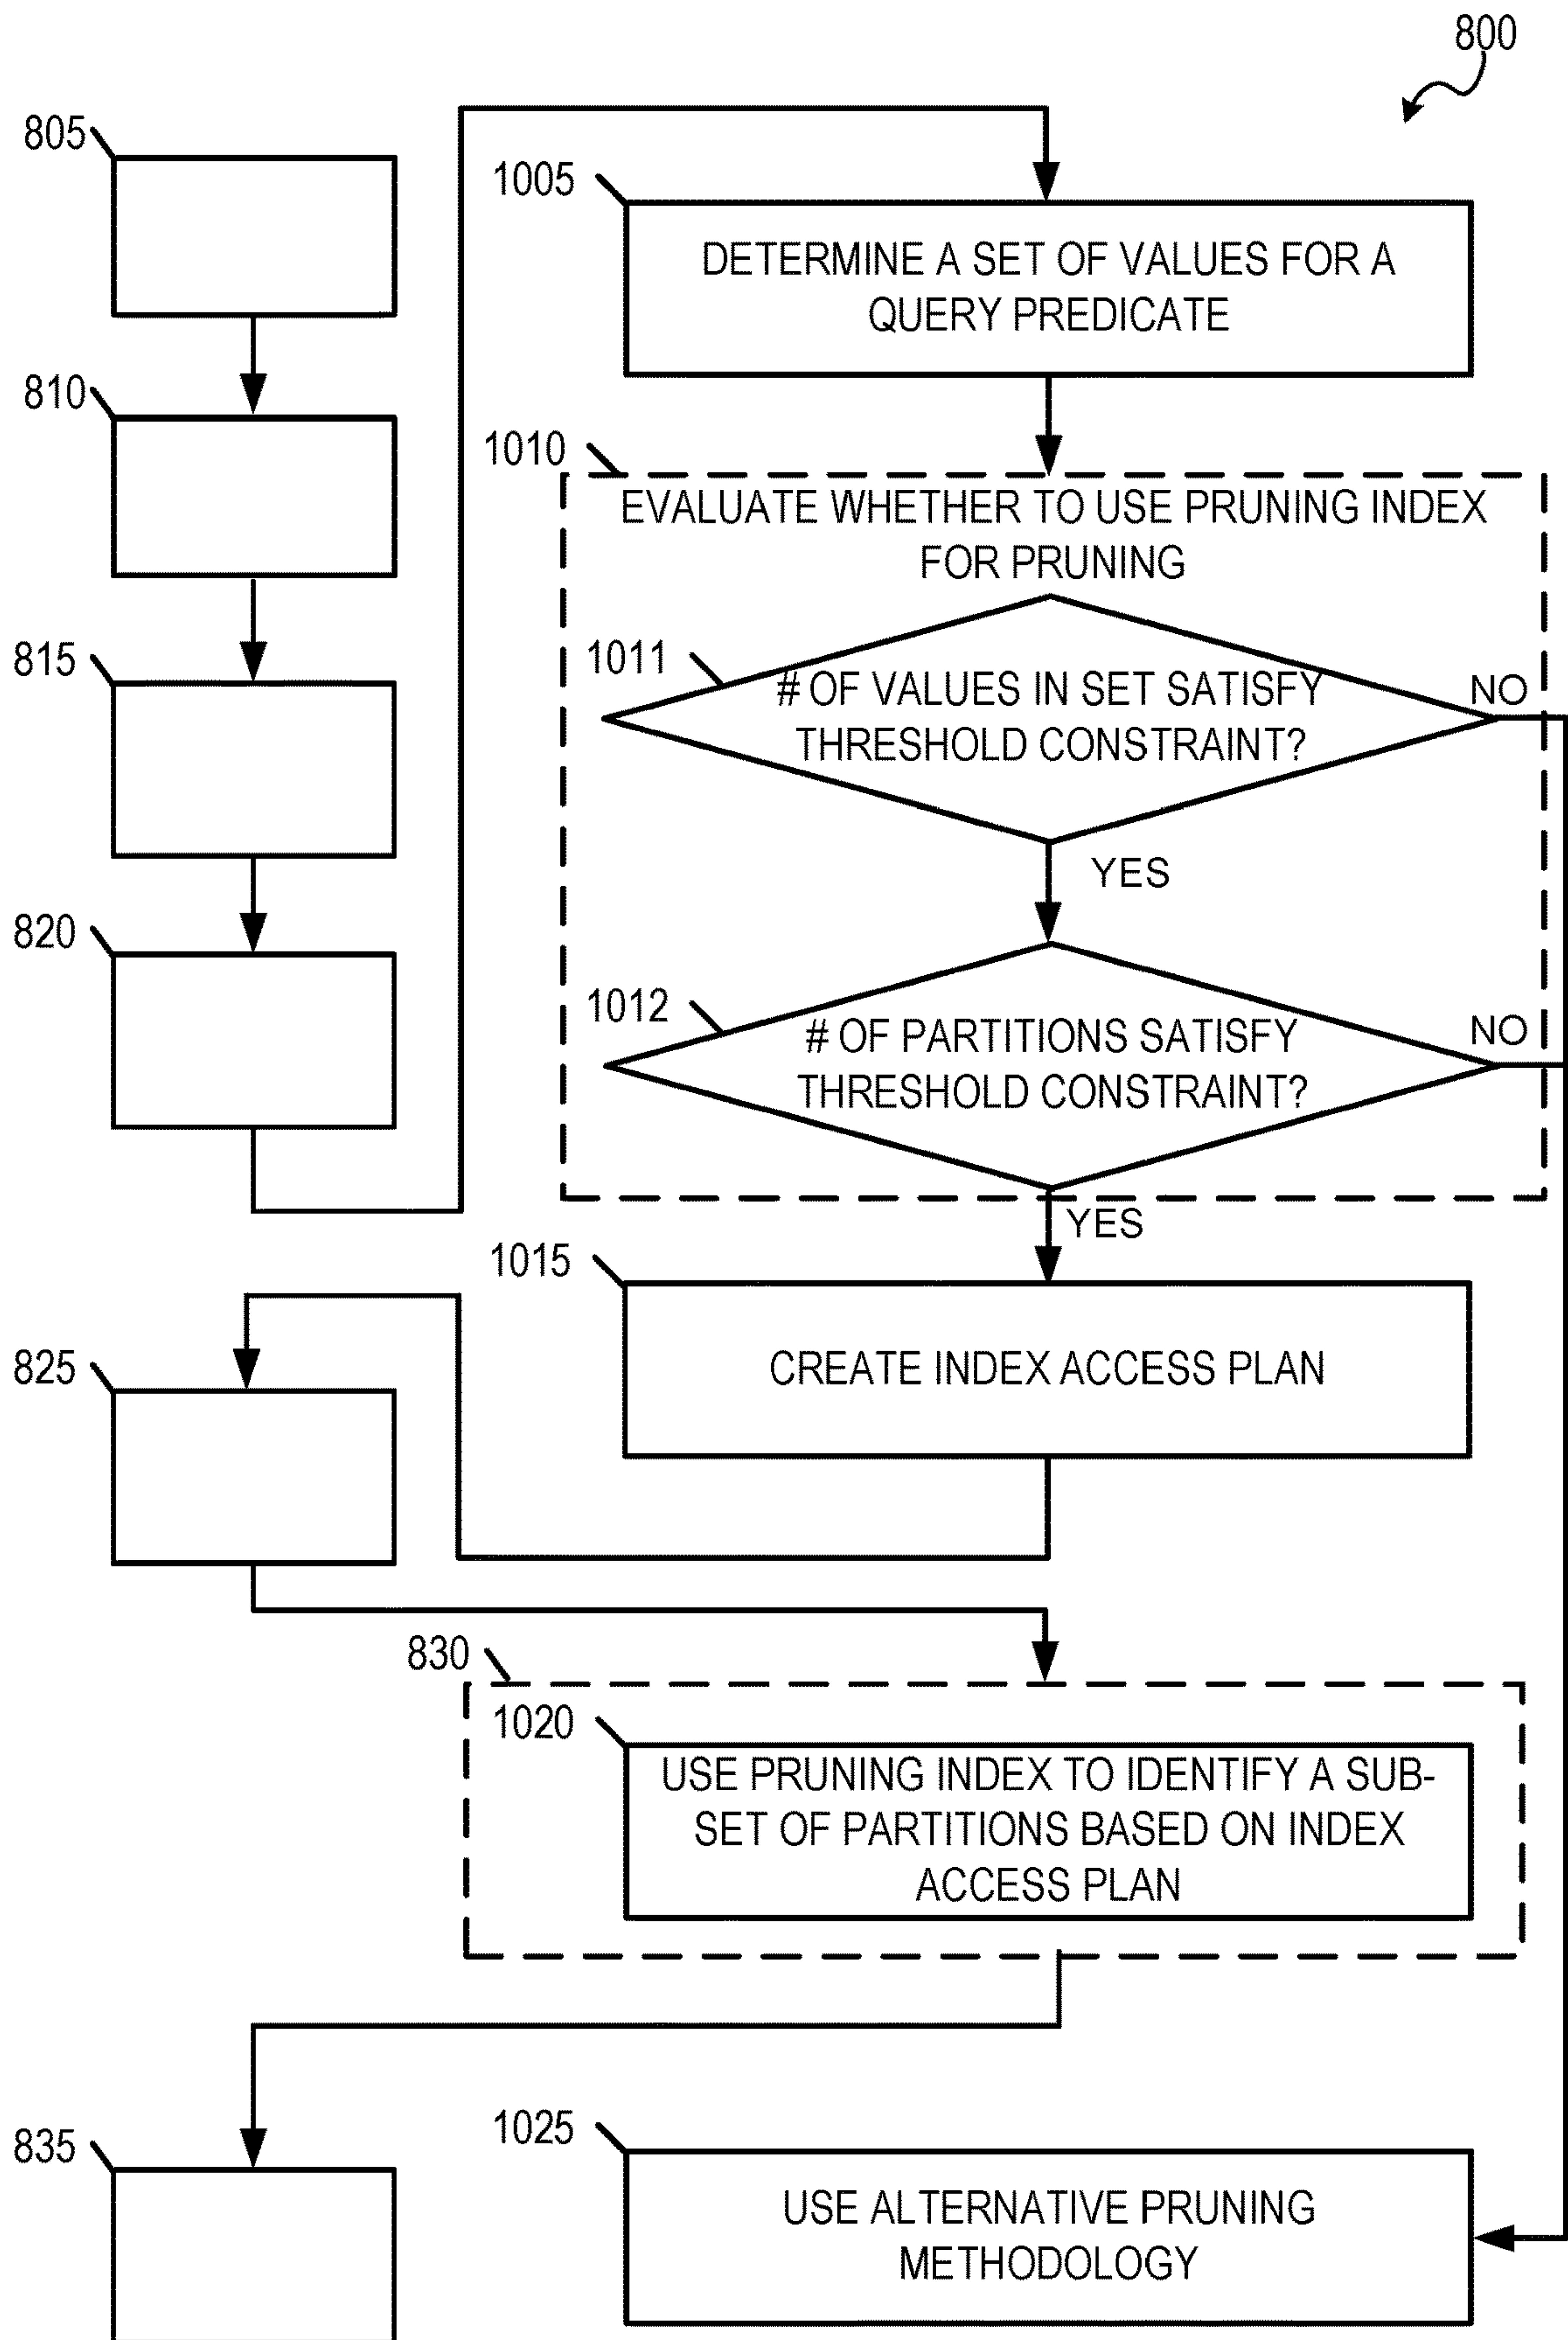 800
805
1005
DETERMINE A SET OF VALUES FOR A
QUERY PREDICATE
810
1010
EVALUATE WHETHER TO USE PRUNING INDEX
FOR PRUNING
815
1011
# OF VALUES IN SET SATISFY
THRESHOLD CONSTRAINT?
NO
YES
820
1012
# OF PARTITIONS SATISFY
THRESHOLD CONSTRAINT?
NO
YES
1015
CREATE INDEX ACCESS PLAN
825
830
1020
USE PRUNING INDEX TO IDENTIFY A SUB-
SET OF PARTITIONS BASED ON INDEX
ACCESS PLAN
835
1025
USE ALTERNATIVE PRUNING
METHODOLOGY